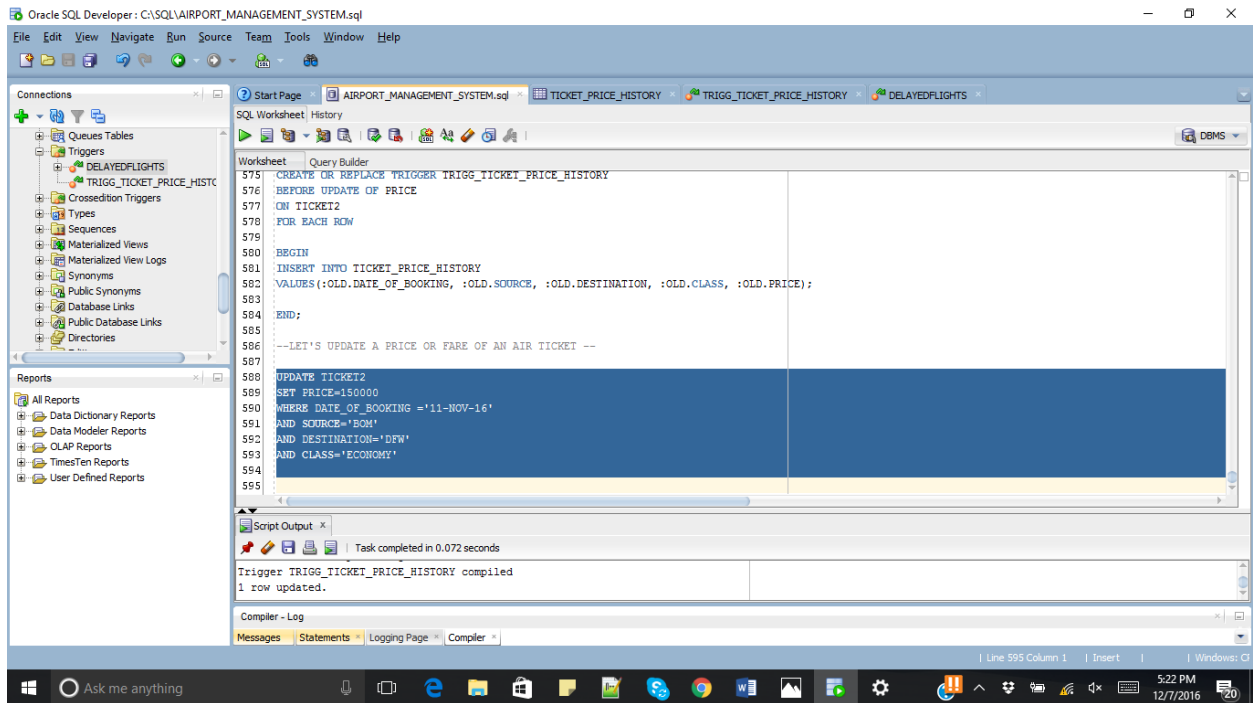 Oracle SQL Developer : C:\SQL\AIRPORT_MANAGEMENT_SYSTEM.sql
File Edit View Navigate Run Source Team Tools Window Help
Connections
Queues Tables
Triggers
DELAYEDFLIGHTS
TRIGG_TICKET_PRICE_HISTC
Crossedition Triggers
Types
Sequences
Materialized Views
Materialized View Logs
Synonyms
Public Synonyms
Database Links
Public Database Links
Directories
Reports
All Reports
Data Dictionary Reports
Data Modeler Reports
OLAP Reports
TimesTen Reports
User Defined Reports
Start Page AIRPORT_MANAGEMENT_SYSTEM.sql TICKET_PRICE_HISTORY TRIGG_TICKET_PRICE_HISTORY DELAYEDFLIGHTS
SQL Worksheet History
DBMS
Worksheet Query Builder
575 CREATE OR REPLACE TRIGGER TRIGG_TICKET_PRICE_HISTORY
576 BEFORE UPDATE OF PRICE
577 ON TICKET2
578 FOR EACH ROW
579
580 BEGIN
581 INSERT INTO TICKET_PRICE_HISTORY
582 VALUES(:OLD.DATE_OF_BOOKING, :OLD.SOURCE, :OLD.DESTINATION, :OLD.CLASS, :OLD.PRICE);
583
584 END;
585
586 --LET'S UPDATE A PRICE OR FARE OF AN AIR TICKET --
587
588 UPDATE TICKET2
589 SET PRICE=150000
590 WHERE DATE_OF_BOOKING ='11-NOV-16'
591 AND SOURCE='BOM'
592 AND DESTINATION='DFW'
593 AND CLASS='ECONOMY'
594
595
Script Output
Task completed in 0.072 seconds
Trigger TRIGG_TICKET_PRICE_HISTORY compiled
1 row updated.
Compiler - Log
Messages Statements Logging Page Compiler
Line 595 Column 1 | Insert | Windows: CR
Ask me anything
5:22 PM
12/7/2016
20